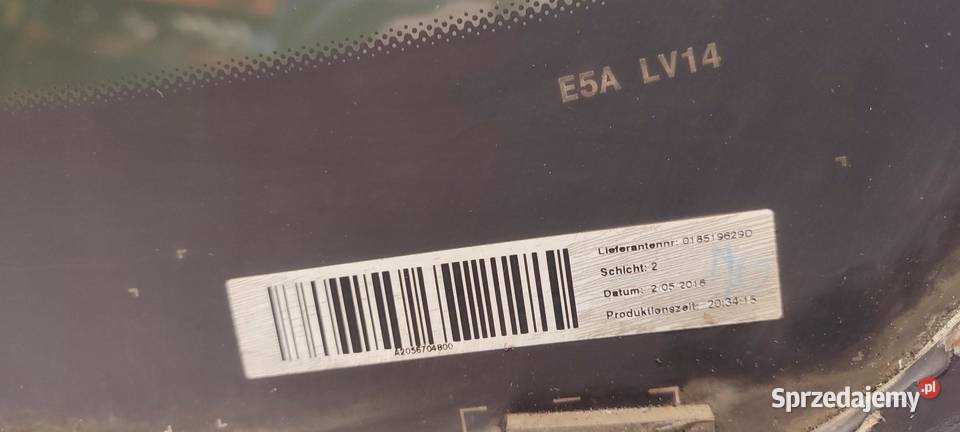 E5A LV14
Lieferantennr: 018519629D
Schicht: 2
Datum: 2/05/2016
Produktionszeit: 20:34:15
A2056704800
Sprzedajemy.pl